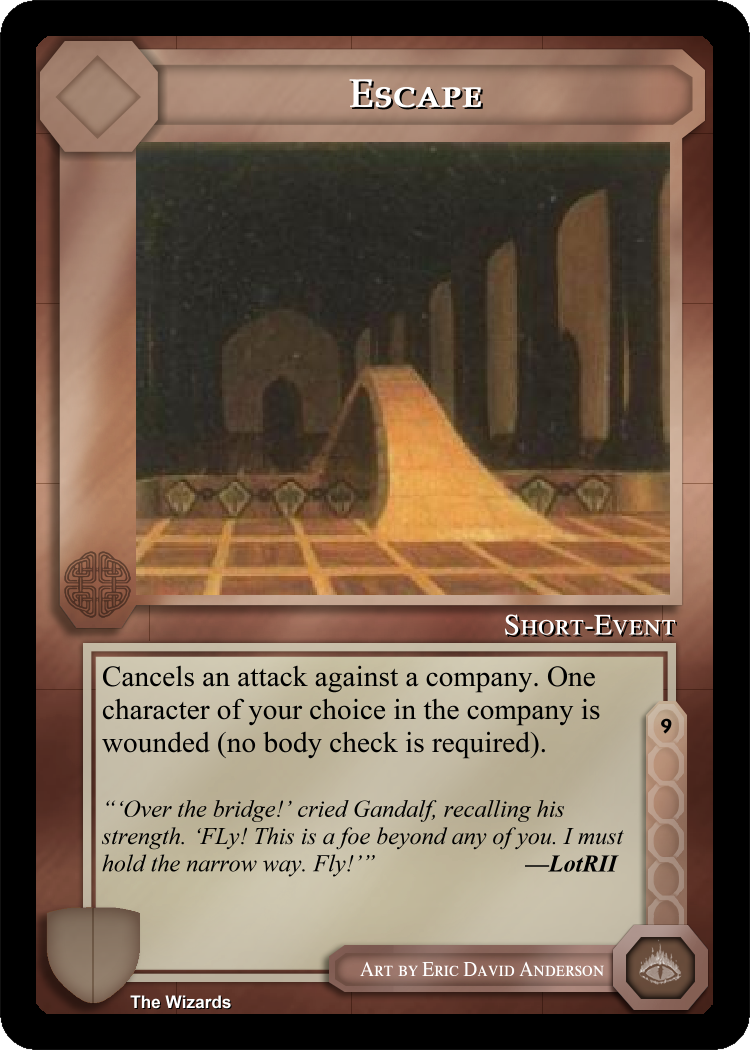 Escape
Short-Event
Cancels an attack against a company. One
character of your choice in the company is
wounded (no body check is required).
9
“‘Over the bridge!’ cried Gandalf, recalling his
strength. ‘FLy! This is a foe beyond any of you. I must
hold the narrow way. Fly!’” —LotRII
Art by Eric David Anderson
The Wizards